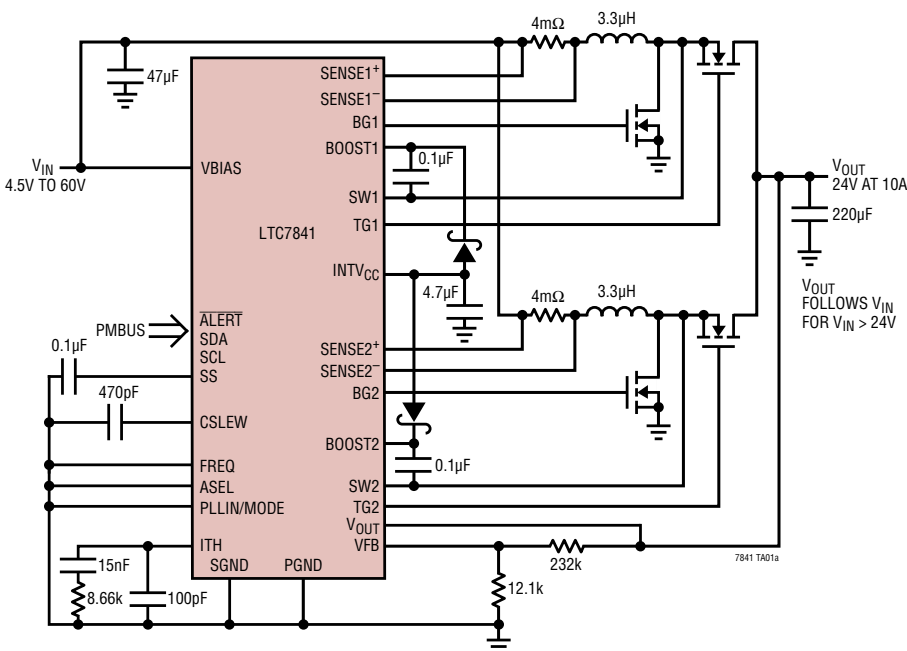 4mΩ
3.3µH
47µF
SENSE1+
SENSE1–
BG1
BOOST1
0.1µF
VIN
4.5V TO 60V
VBIAS
SW1
TG1
LTC7841
VOUT
24V AT 10A
220µF
INTVCC
4.7µF
4mΩ
3.3µH
VOUT
FOLLOWS VIN
FOR VIN > 24V
PMBUS
ALERT
SDA
SCL
SS
0.1µF
SENSE2+
SENSE2–
BG2
470pF
CSLEW
BOOST2
0.1µF
FREQ
ASEL
PLLIN/MODE
SW2
TG2
VOUT
VFB
ITH
232k
7841 TA01a
15nF
8.66k
100pF
SGND
PGND
12.1k